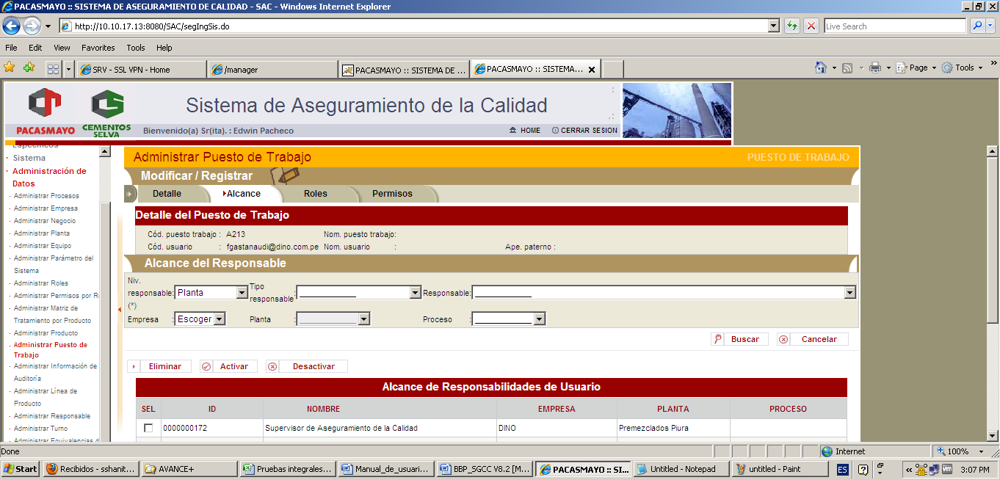 PACASMAYO :: SISTEMA DE ASEGURAMIENTO DE CALIDAD - SAC - Windows Internet Explorer
http://10.10.17.13:8080/SAC/segIngSis.do
Live Search
File Edit View Favorites Tools Help
SRV - SSL VPN - Home
/manager
PACASMAYO :: SISTEMA DE ...
PACASMAYO :: SISTEMA...
Page
Tools
PACASMAYO
CEMENTOS
SELVA
Sistema de Aseguramiento de la Calidad
Bienvenido(a) Sr(ita). : Edwin Pacheco
HOME
CERRAR SESION
Específicos
Sistema
Administración de
Datos
Administrar Procesos
Administrar Empresa
Administrar Negocio
Administrar Planta
Administrar Equipo
Administrar Parámetro del
Sistema
Administrar Roles
Administrar Permisos por R
Administrar Matriz de
Tratamiento por Producto
Administrar Producto
Administrar Puesto de
Trabajo
Administrar Información de
Auditoría
Administrar Línea de
Producto
Administrar Responsable
Administrar Turno
Administrar Equivalencias d
Administrar Puesto de Trabajo
PUESTO DE TRABAJO
Modificar / Registrar
Detalle
Alcance
Roles
Permisos
Detalle del Puesto de Trabajo
Cód. puesto trabajo : A213 Nom. puesto trabajo:
Cód. usuario : fgastanaudi@dino.com.pe Nom. usuario : Ape. paterno :
Alcance del Responsable
Niv.
responsable:
(*)
Planta
Tipo
responsable :
Responsable:
Empresa : Escoger Planta : Proceso :
Buscar
Cancelar
Eliminar
Activar
Desactivar
Alcance de Responsabilidades de Usuario
SEL ID NOMBRE EMPRESA PLANTA PROCESO
0000000172 Supervisor de Aseguramiento de la Calidad DINO Premezclados Piura
Done
Internet
100%
Start
Recibidos - sshanit...
AVANCE+
Pruebas integrales...
Manual_de_usuari...
BBP_SGCC V8.2 [M...
PACASMAYO :: SI...
Untitled - Notepad
untitled - Paint
ES
3:07 PM